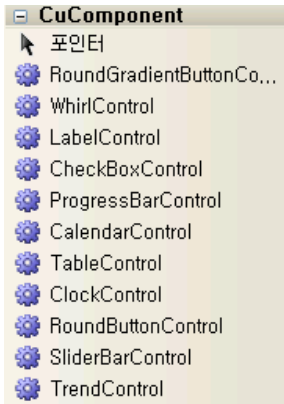 CuComponent
포인터
RoundGradientButtonCo...
WhirlControl
LabelControl
CheckBoxControl
ProgressBarControl
CalendarControl
TableControl
ClockControl
RoundButtonControl
SliderBarControl
TrendControl